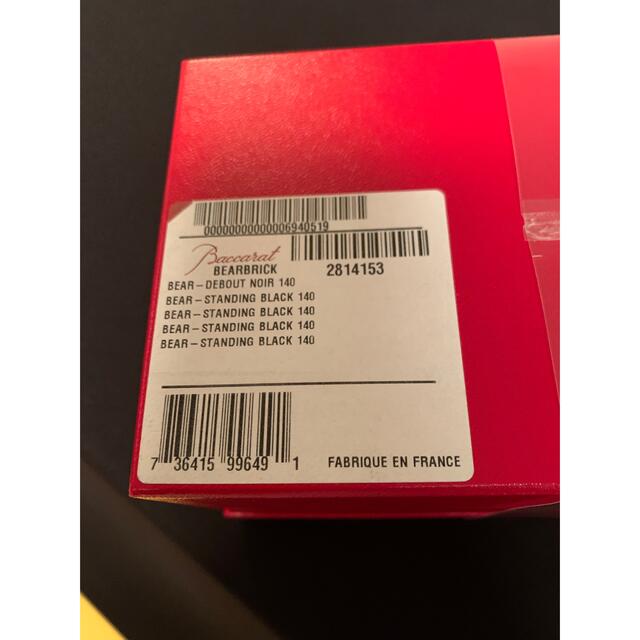 00000000000006940519
Baccarat
BEARBRICK 2814153
BEAR–DEBOUT NOIR 140
BEAR–STANDING BLACK 140
BEAR–STANDING BLACK 140
BEAR–STANDING BLACK 140
BEAR–STANDING BLACK 140
7 36415 99649 1 FABRIQUE EN FRANCE